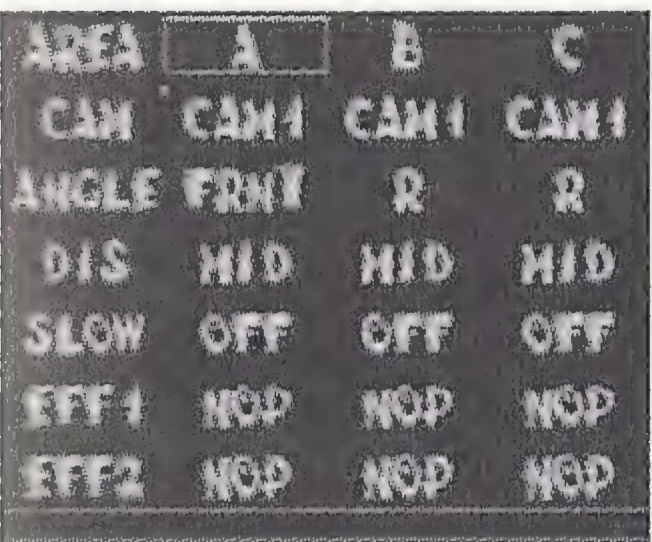 AREA A B C
CAM CAM1 CAM1 CAM1
ANGLE FRNT R R
DIS MID MID MID
SLOW OFF OFF OFF
EFF1 NOP NOP NOP
EFF2 NOP NOP NOP